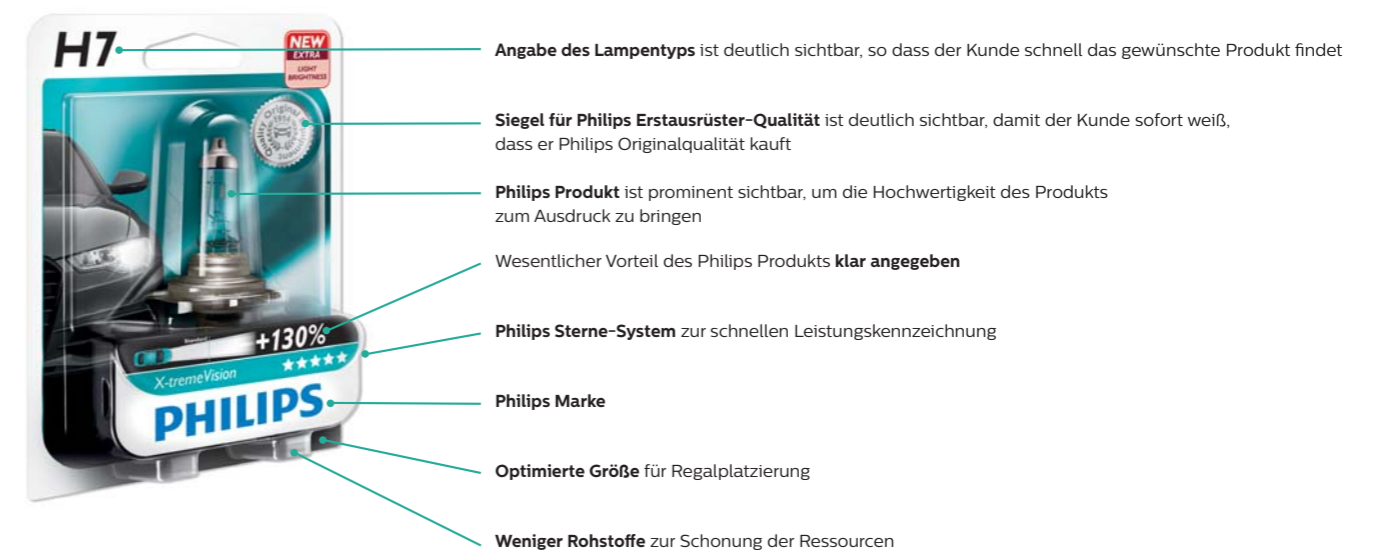 H7
NEW
EXTRA
LIGHT
BRIGHTNESS
Quality Original
+130%
X-tremeVision
PHILIPS
Angabe des Lampentyps ist deutlich sichtbar, so dass der Kunde schnell das gewünschte Produkt findet
Siegel für Philips Erstausrüster-Qualität ist deutlich sichtbar, damit der Kunde sofort weiß,
dass er Philips Originalqualität kauft
Philips Produkt ist prominent sichtbar, um die Hochwertigkeit des Produkts
zum Ausdruck zu bringen
Wesentlicher Vorteil des Philips Produkts klar angegeben
Philips Sterne-System zur schnellen Leistungskennzeichnung
Philips Marke
Optimierte Größe für Regalplatzierung
Weniger Rohstoffe zur Schonung der Ressourcen